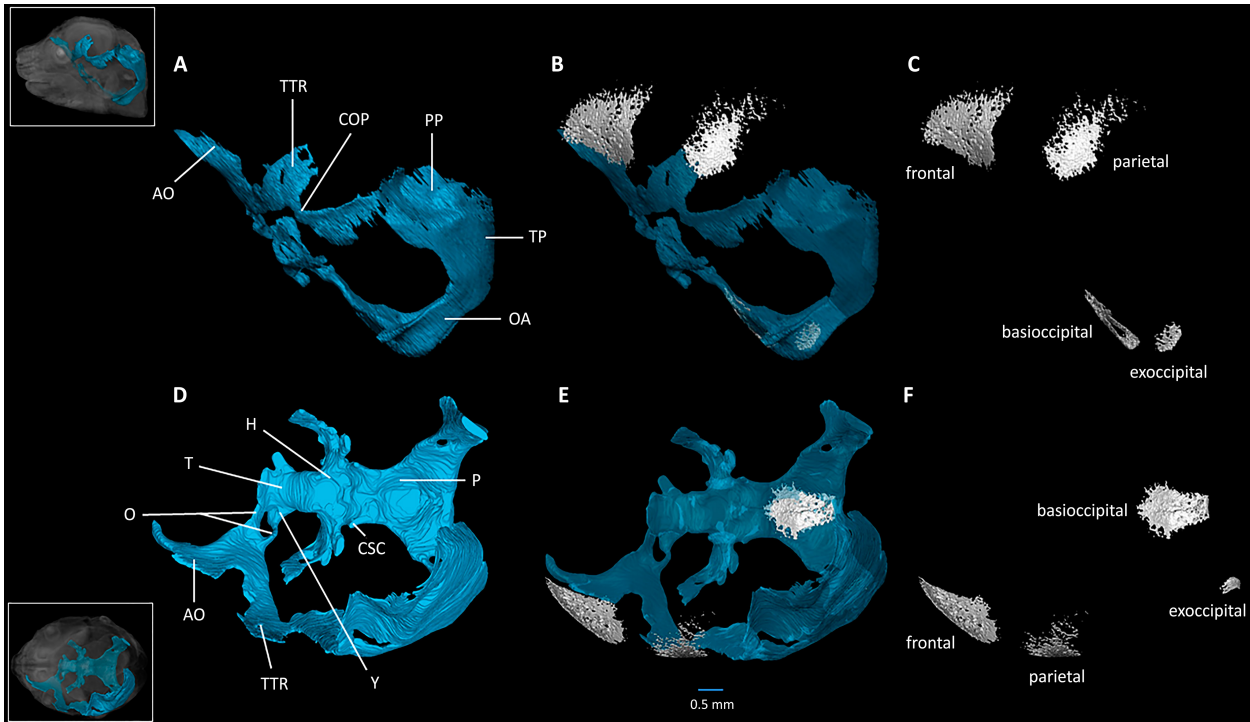 A
B
C
TTR
COP
PP
AO
TP
OA
frontal
parietal
basioccipital
exoccipital
D
E
F
H
T
P
O
CSC
AO
TTR
Y
basioccipital
exoccipital
frontal
parietal
0.5 mm